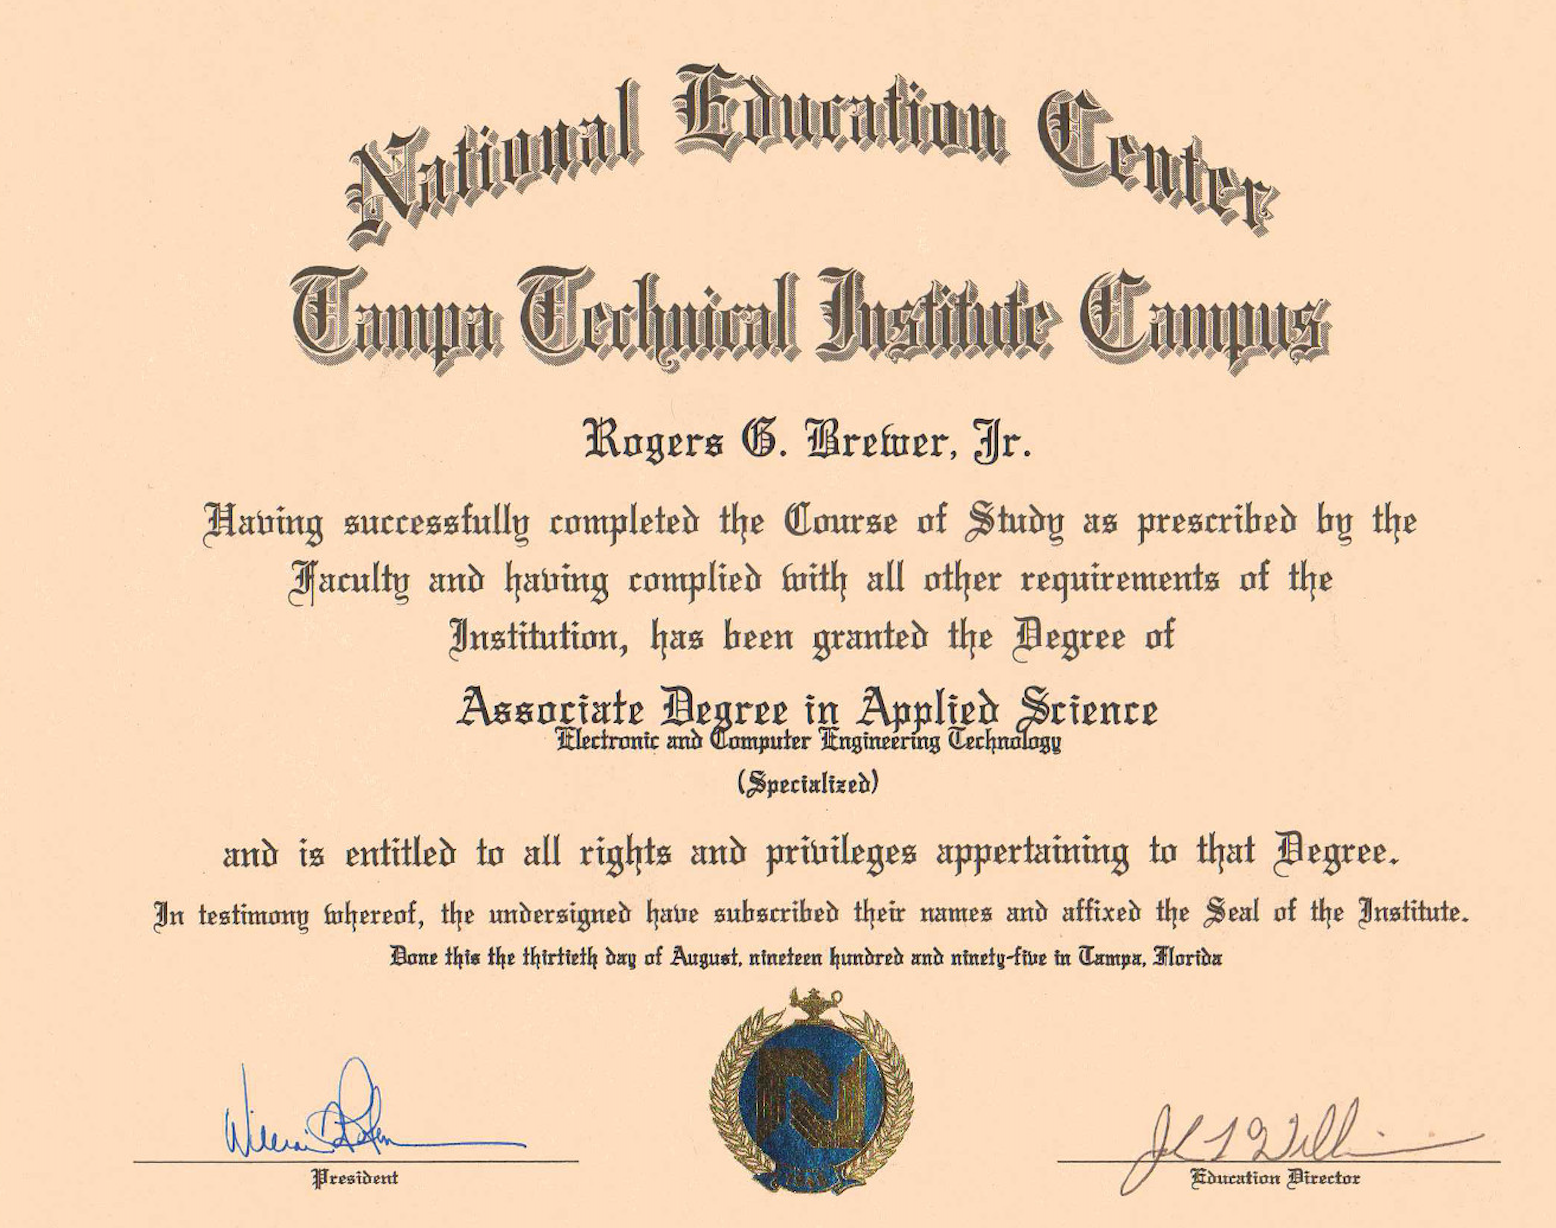 National Education Center
Tampa Technical Institute Campus
Rogers G. Brewer, Jr.
Having successfully completed the Course of Study as prescribed by the
Faculty and having complied with all other requirements of the
Institution, has been granted the Degree of
Associate Degree in Applied Science
Electronic and Computer Engineering Technology
(Specialized)
and is entitled to all rights and privileges appertaining to that Degree.
In testimony whereof, the undersigned have subscribed their names and affixed the Seal of the Institute.
Done this the thirtieth day of August, nineteen hundred and ninety-five in Tampa, Florida
President
Education Director